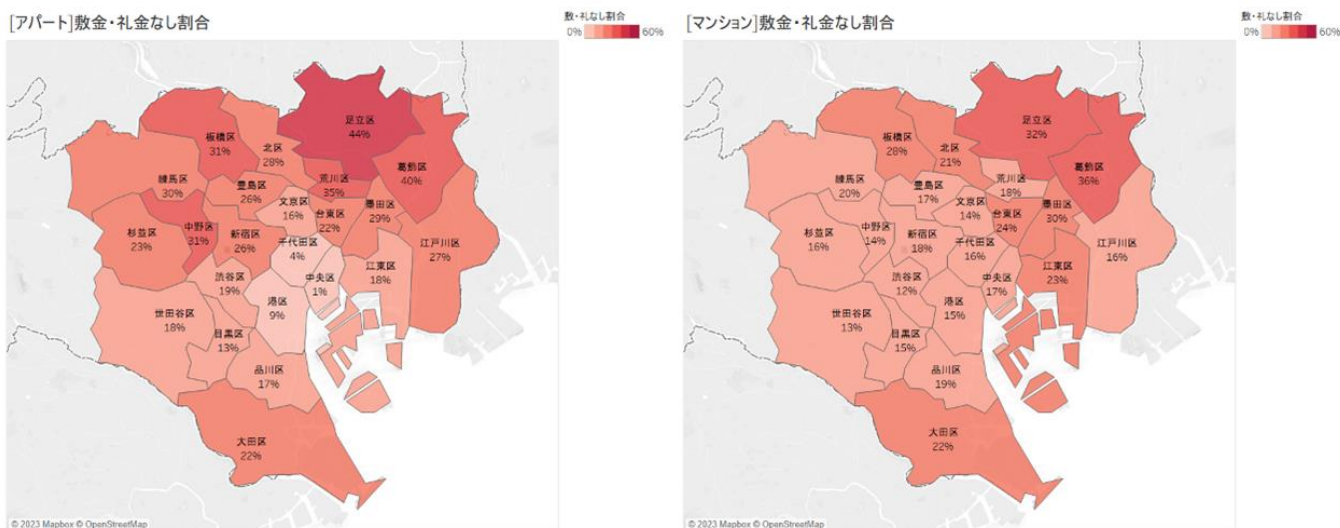 [アパート]敷金・礼金なし割合
敷・礼なし割合
0% 60%
足立区
44%
板橋区
31%
北区
28%
葛飾区
40%
荒川区
35%
練馬区
30%
豊島区
26%
文京区
16%
台東区
22%
墨田区
29%
中野区
31%
杉並区
23%
新宿区
26%
千代田区
4%
江戸川区
27%
渋谷区
19%
中央区
1%
江東区
18%
港区
9%
世田谷区
18%
目黒区
13%
品川区
17%
大田区
22%
© 2023 Mapbox © OpenStreetMap
[マンション]敷金・礼金なし割合
敷・礼なし割合
0% 60%
足立区
32%
板橋区
28%
北区
21%
葛飾区
36%
荒川区
18%
練馬区
20%
豊島区
17%
文京区
14%
台東区
24%
墨田区
30%
中野区
14%
杉並区
16%
新宿区
18%
千代田区
16%
江戸川区
16%
渋谷区
12%
中央区
17%
江東区
23%
港区
15%
世田谷区
13%
目黒区
15%
品川区
19%
大田区
22%
© 2023 Mapbox © OpenStreetMap